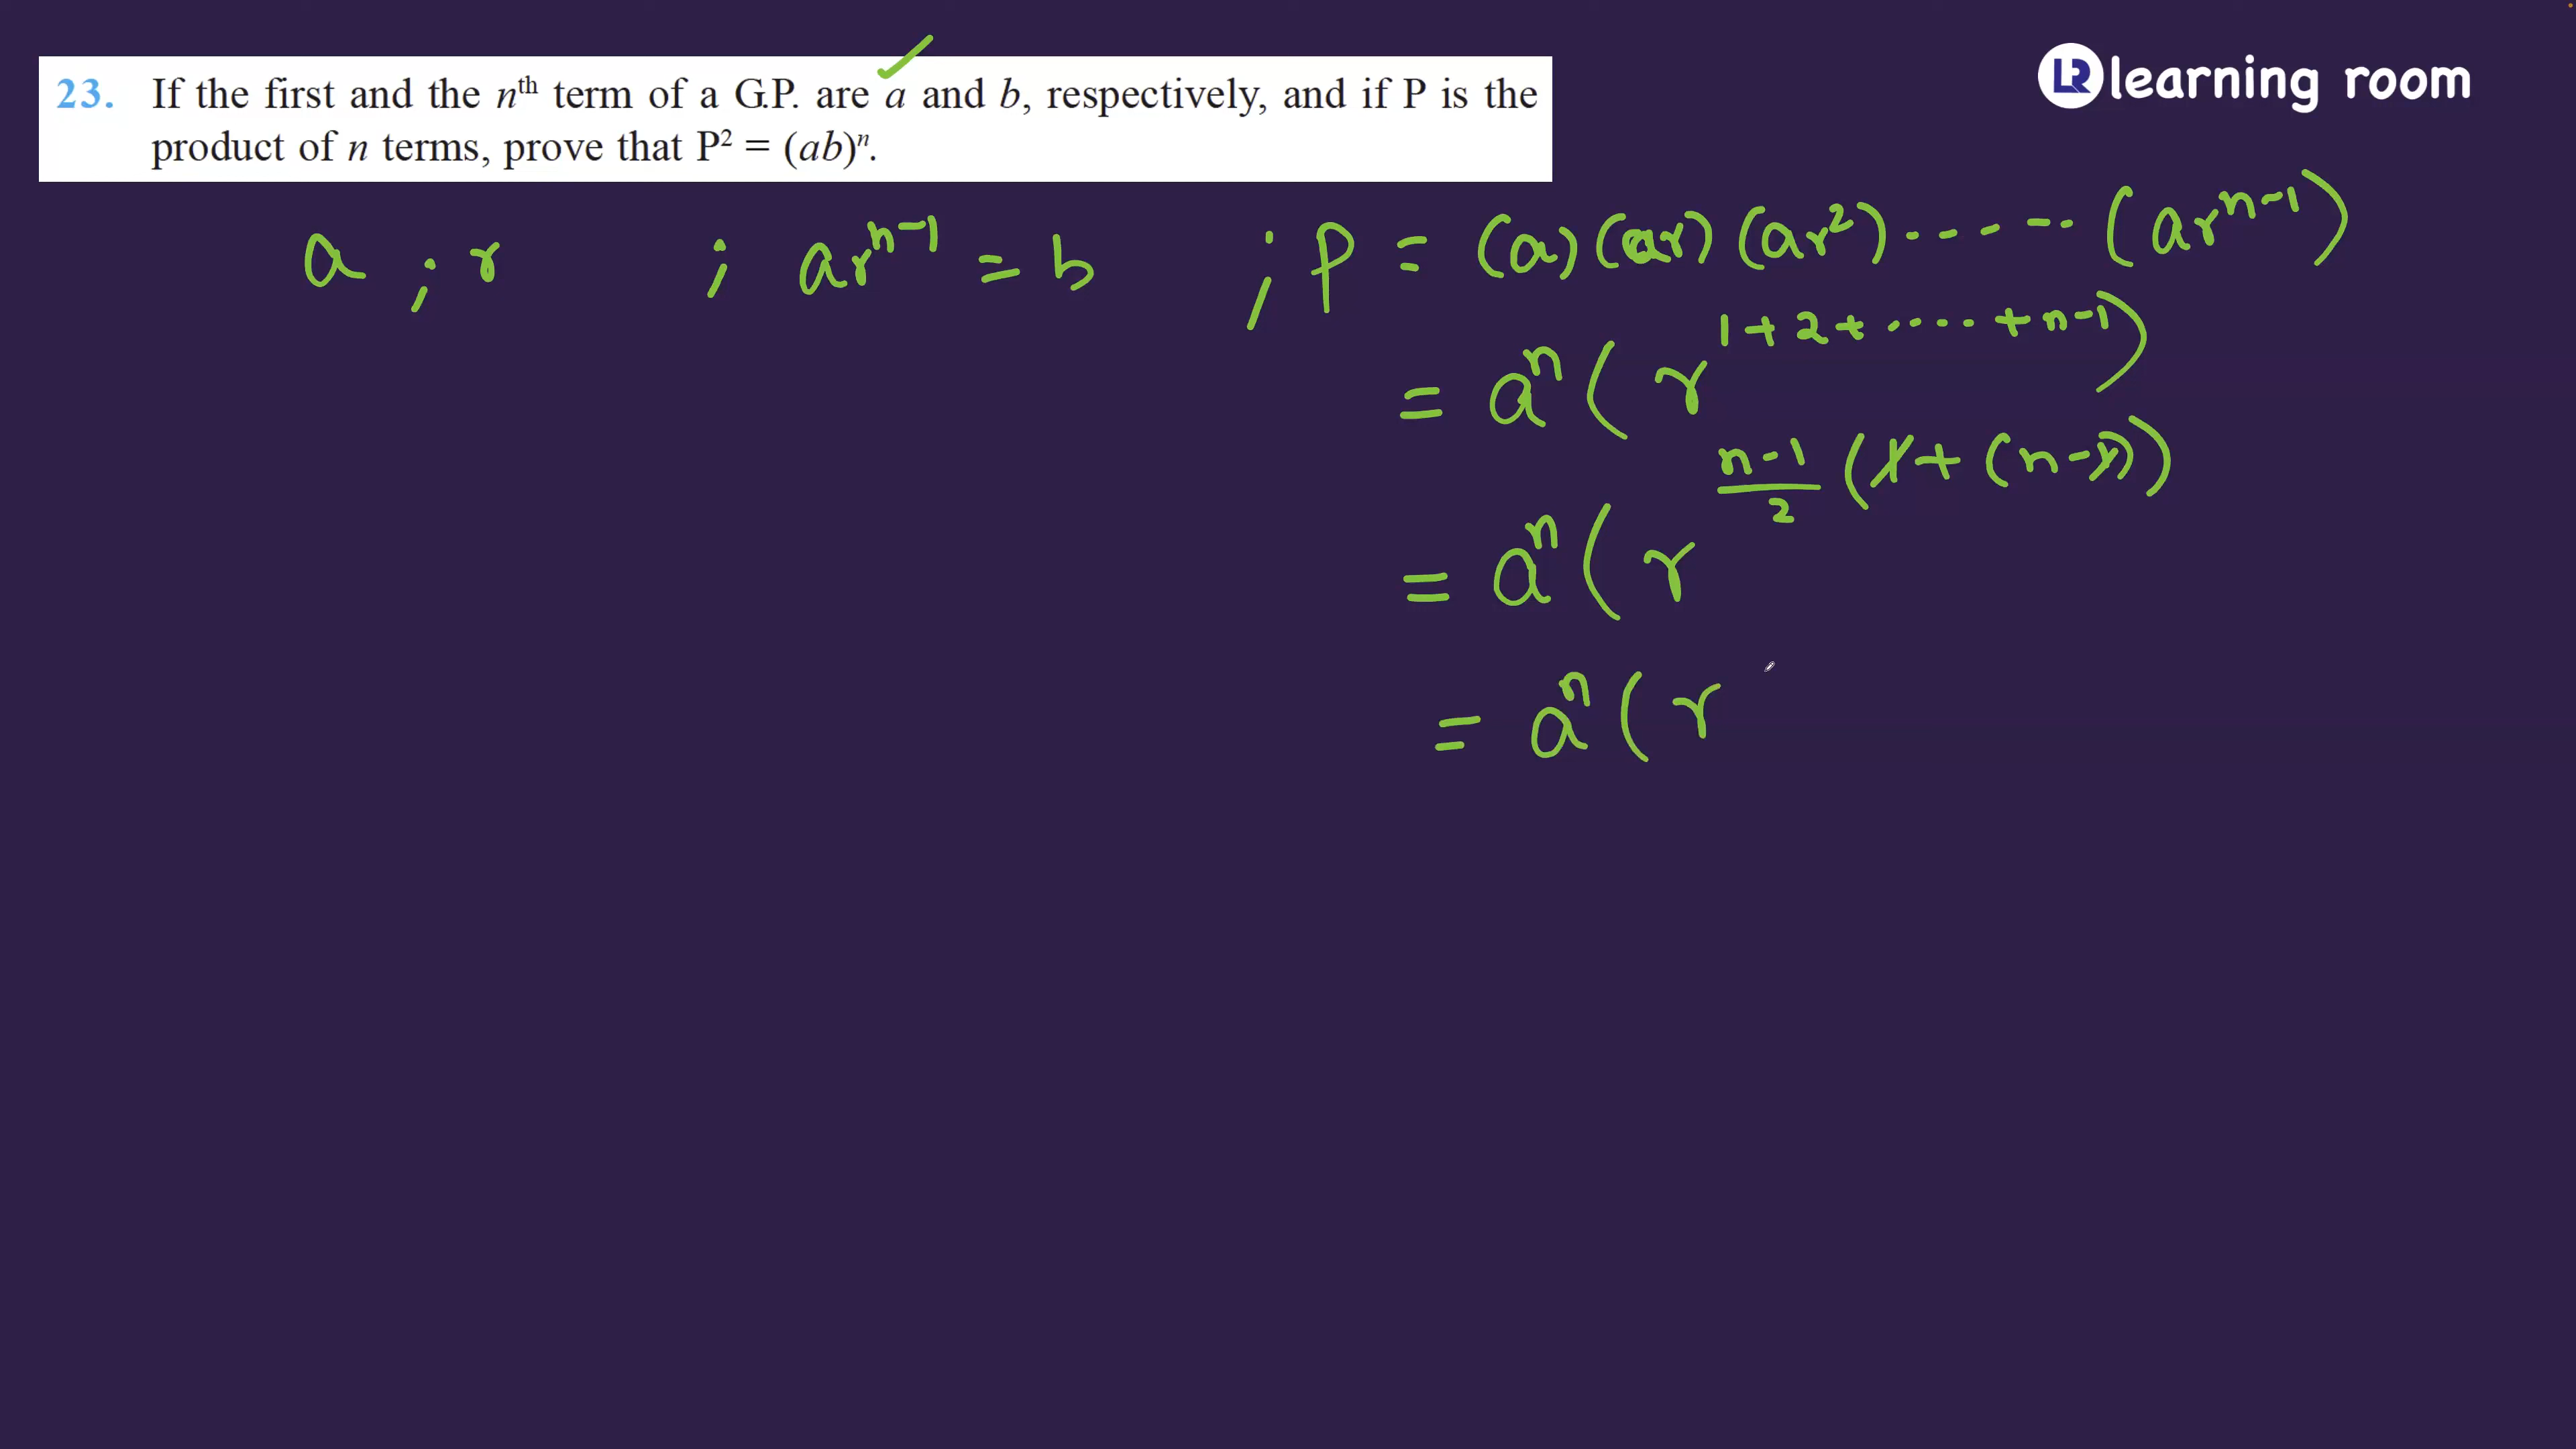 learning room
23. If the first and the nth term of a G.P. are a and b, respectively, and if P is the
product of n terms, prove that P² = (ab)ⁿ.
a ; r ; arⁿ⁻¹ = b ; P = (a)(ar)(ar²)······(arⁿ⁻¹)
= aⁿ( r^(1+2+·····+n-1) )
= aⁿ( r^((n-1)/2 (1+(n-1)))
= aⁿ( r